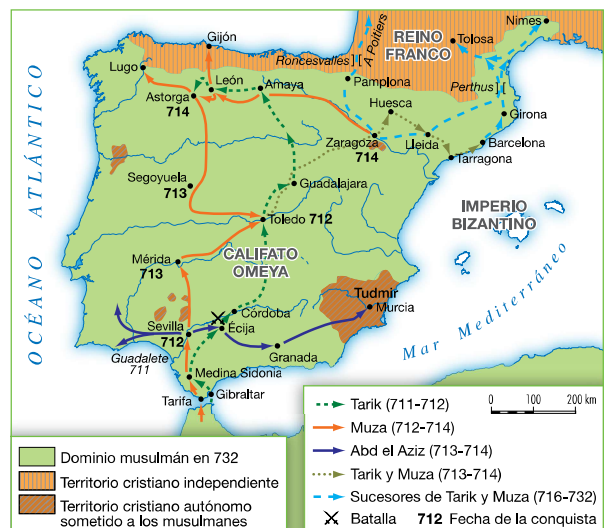 Nimes
REINO
FRANCO
Tolosa
A Poitiers
Roncesvalles ][
Gijón
Lugo
León
Amaya
Pamplona
Perthus ][
Astorga
714
Huesca
Girona
Zaragoza
714
Lleida
Barcelona
Tarragona
Segoyuela
713
Guadalajara
Toledo 712
IMPERIO
BIZANTINO
OCÉANO ATLÁNTICO
CALIFATO
OMEYA
Mérida
713
Mar Mediterráneo
Tudmir
Murcia
Córdoba
Écija
Sevilla
712
Guadalete
711
Granada
Medina Sidonia
Gibraltar
Tarifa
0 100 200 km
Tarik (711-712)
Muza (712-714)
Abd el Aziz (713-714)
Tarik y Muza (713-714)
Sucesores de Tarik y Muza (716-732)
Batalla 712 Fecha de la conquista
Dominio musulmán en 732
Territorio cristiano independiente
Territorio cristiano autónomo
sometido a los musulmanes